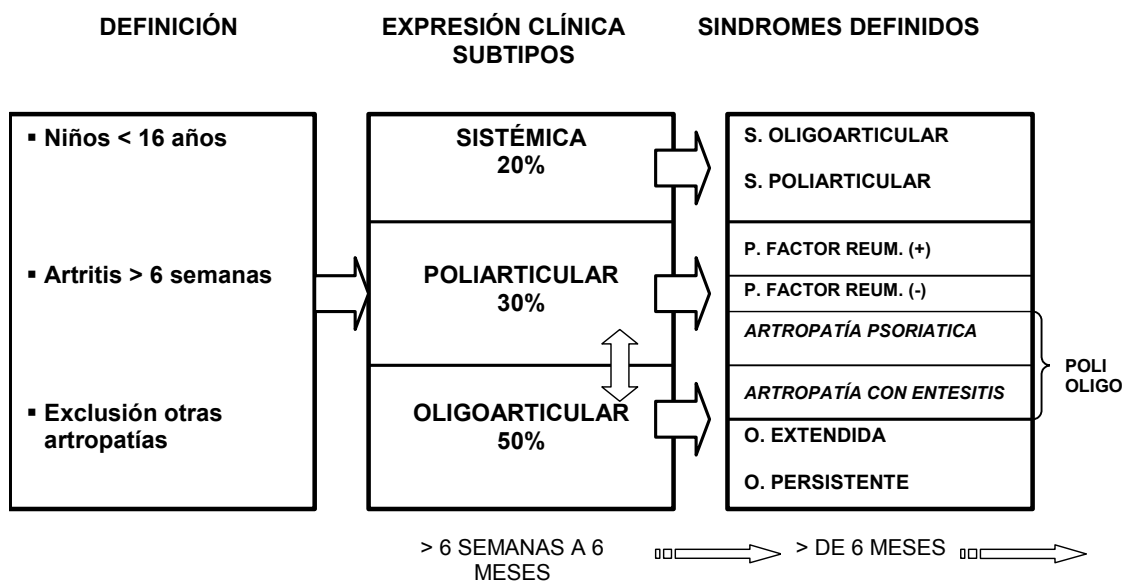 DEFINICIÓN
EXPRESIÓN CLÍNICA
SUBTIPOS
SINDROMES DEFINIDOS
▪ Niños < 16 años
▪ Artritis > 6 semanas
▪ Exclusión otras
artropatías
SISTÉMICA
20%
POLIARTICULAR
30%
OLIGOARTICULAR
50%
S. OLIGOARTICULAR
S. POLIARTICULAR
P. FACTOR REUM. (+)
P. FACTOR REUM. (-)
ARTROPATÍA PSORIATICA
ARTROPATÍA CON ENTESITIS
O. EXTENDIDA
O. PERSISTENTE
POLI
OLIGO
> 6 SEMANAS A 6
MESES
> DE 6 MESES